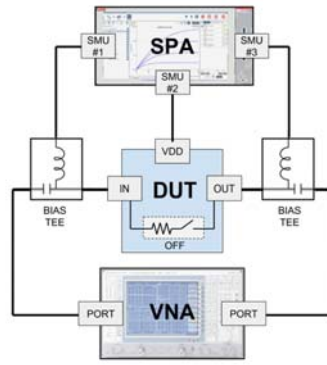 SPA
SMU
#1
SMU
#2
SMU
#3
VDD
IN
DUT
OUT
OFF
BIAS
TEE
BIAS
TEE
PORT
VNA
PORT